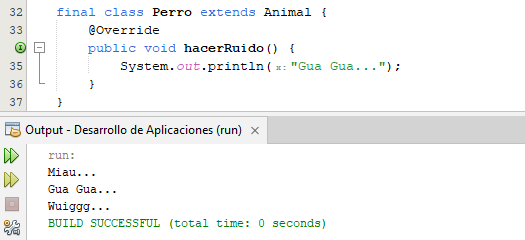 32 final class Perro extends Animal {
33 @Override
public void hacerRuido() {
35 System.out.println(x:"Gua Gua...");
36 }
37 }
Output - Desarrollo de Aplicaciones (run) ×
run:
Miau...
Gua Gua...
Wuiggg...
BUILD SUCCESSFUL (total time: 0 seconds)